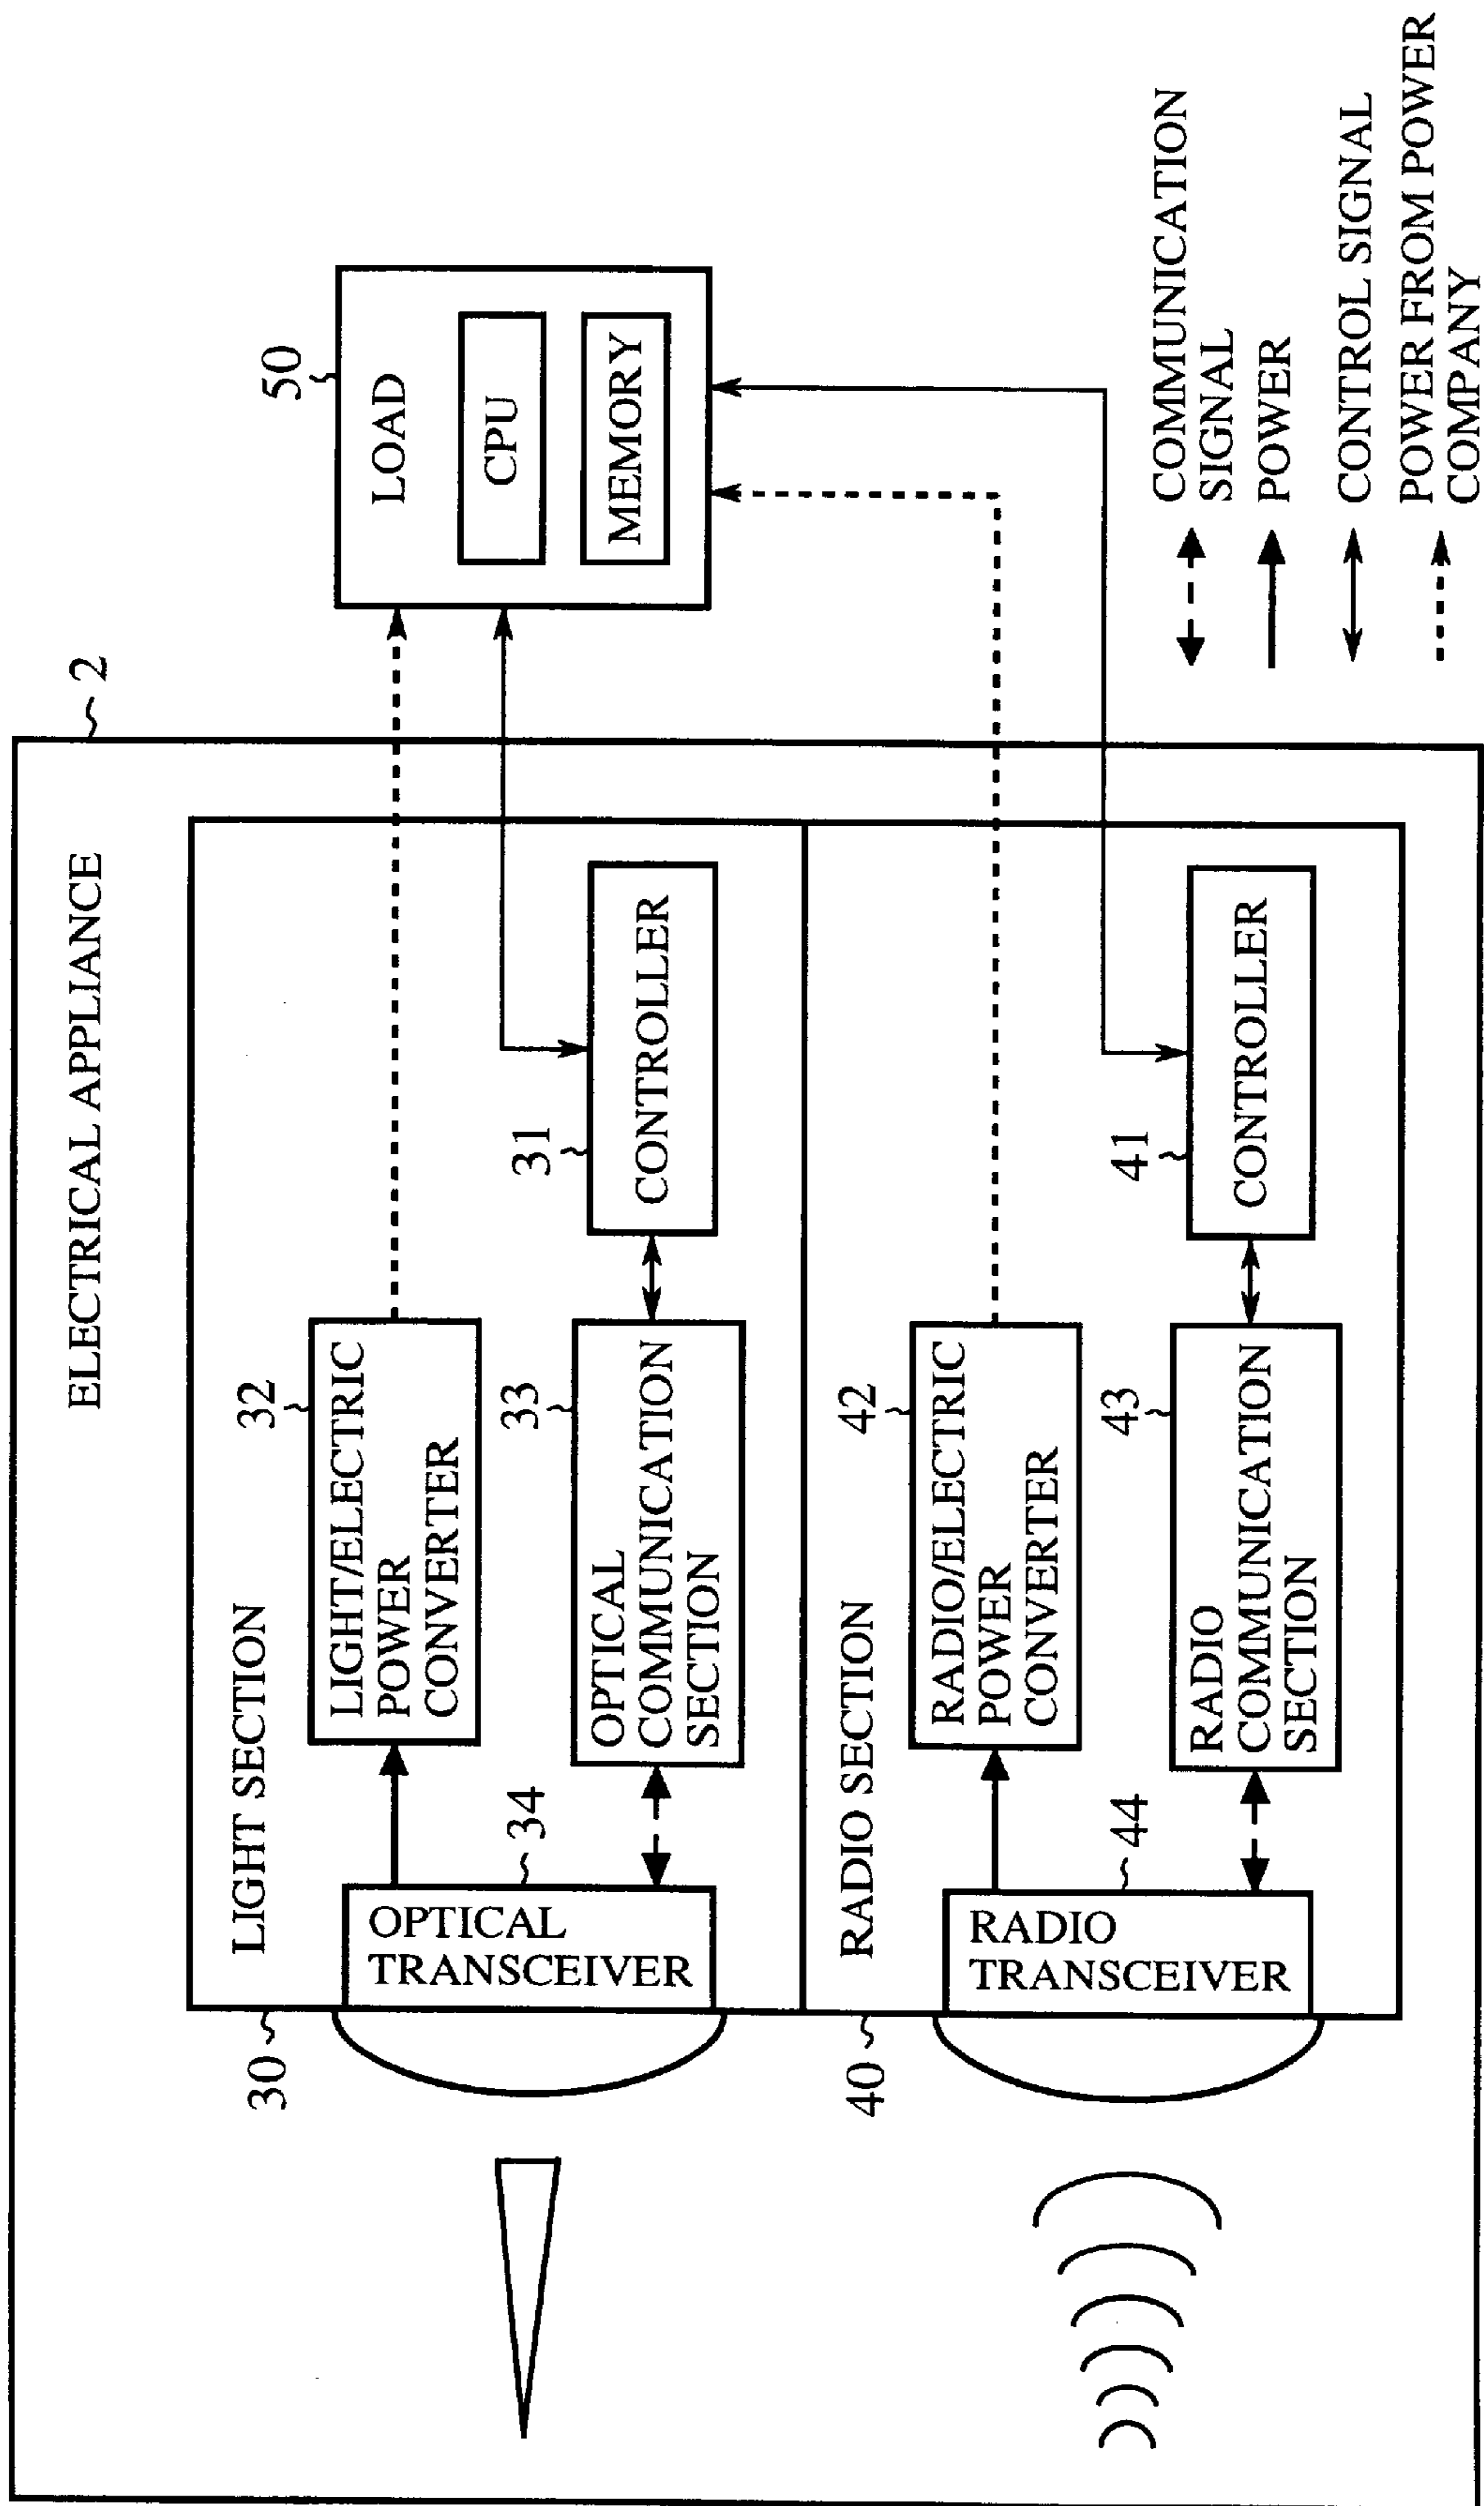 ELECTRICAL APPLIANCE
2
LIGHT SECTION
30
32
LIGHT/ELECTRIC
POWER
CONVERTER
34
OPTICAL
TRANSCEIVER
33
OPTICAL
COMMUNICATION
SECTION
31
CONTROLLER
50
LOAD
CPU
MEMORY
RADIO SECTION
40
42
RADIO/ELECTRIC
POWER
CONVERTER
44
RADIO
TRANSCEIVER
43
RADIO
COMMUNICATION
SECTION
41
CONTROLLER
COMMUNICATION
SIGNAL
POWER
CONTROL SIGNAL
POWER FROM POWER
COMPANY